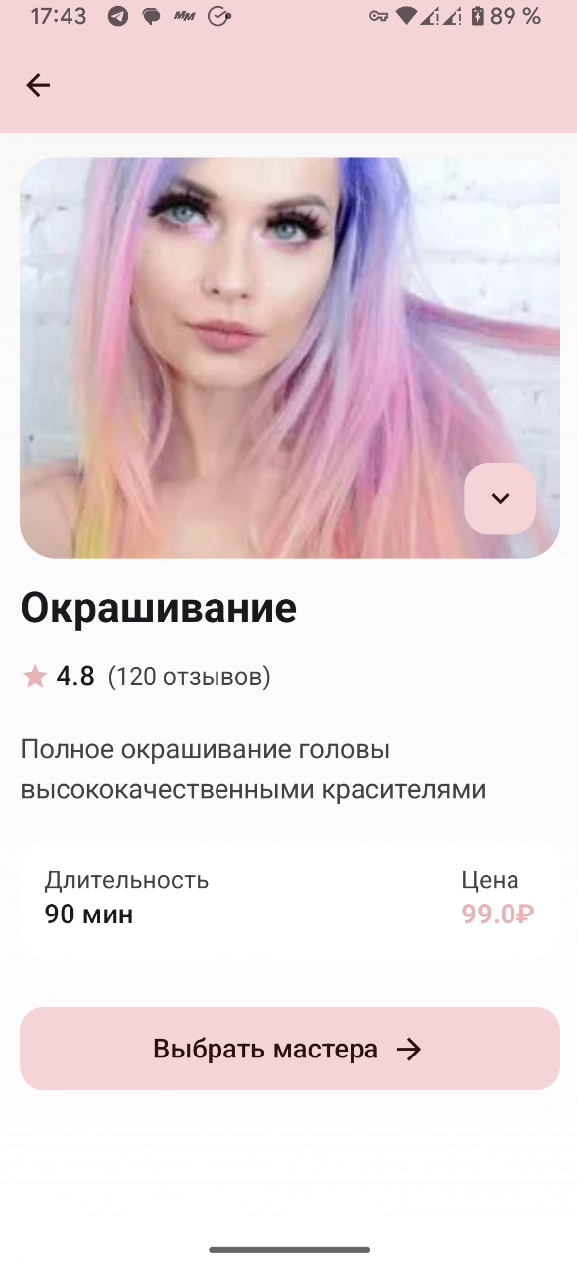 17:43 89 %
Окрашивание
4.8 (120 отзывов)
Полное окрашивание головы
высококачественными красителями
Длительность Цена
90 мин 99.0₽
Выбрать мастера